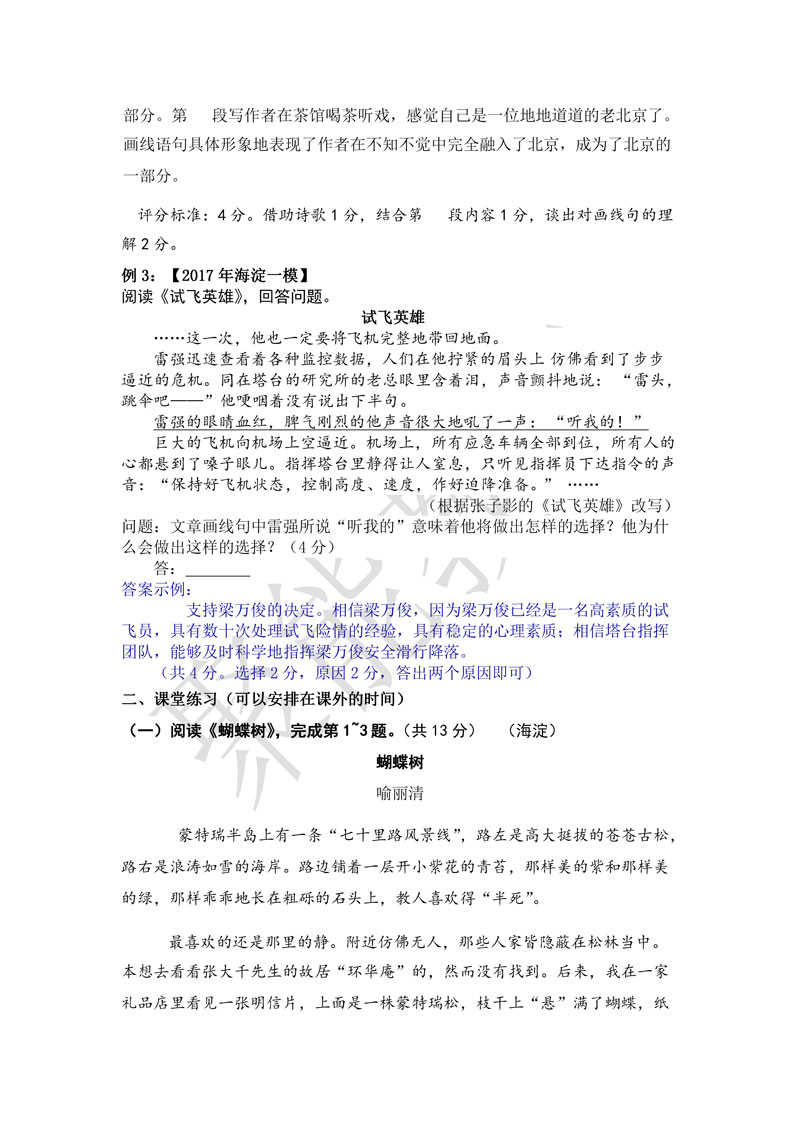 部分。第　段写作者在茶馆喝茶听戏，感觉自己是一位地地道道的老北京了。
画线语句具体形象地表现了作者在不知不觉中完全融入了北京，成为了北京的
一部分。
评分标准：4 分。借助诗歌 1 分，结合第　段内容 1 分，谈出对画线句的理
解 2 分。
例 3：【2017 年海淀一模】
阅读《试飞英雄》，回答问题。
试飞英雄
……这一次，他也一定要将飞机完整地带回地面。
雷强迅速查看着各种监控数据，人们在他拧紧的眉头上 仿佛看到了步步
逼近的危机。同在塔台的研究所的老总眼里含着泪，声音颤抖地说： “雷头，
跳伞吧——”他哽咽着没有说出下半句。
雷强的眼睛血红，脾气刚烈的他声音很大地吼了一声： “听我的！”
巨大的飞机向机场上空逼近。机场上，所有应急车辆全部到位，所有人的
心都悬到了嗓子眼儿。指挥塔台里静得让人窒息，只听见指挥员下达指令的声
音：“保持好飞机状态，控制高度、速度，作好迫降准备。” ……
（根据张子影的《试飞英雄》改写）
问题：文章画线句中雷强所说“听我的”意味着他将做出怎样的选择？他为什
么会做出这样的选择？（4 分）
答：________
答案示例：
支持梁万俊的决定。相信梁万俊，因为梁万俊已经是一名高素质的试
飞员，具有数十次处理试飞险情的经验，具有稳定的心理素质；相信塔台指挥
团队，能够及时科学地指挥梁万俊安全滑行降落。
（共 4 分。选择 2 分，原因 2 分，答出两个原因即可）
二、课堂练习（可以安排在课外的时间）
（一）阅读《蝴蝶树》，完成第 1~3 题。（共 13 分） （海淀）
蝴蝶树
喻丽清
蒙特瑞半岛上有一条“七十里路风景线”，路左是高大挺拔的苍苍古松，
路右是浪涛如雪的海岸。路边铺着一层开小紫花的青苔，那样美的紫和那样美
的绿，那样乖乖地长在粗砾的石头上，教人喜欢得“半死”。
最喜欢的还是那里的静。附近仿佛无人，那些人家皆隐蔽在松林当中。
本想去看看张大千先生的故居“环华庵”的，然而没有找到。后来，我在一家
礼品店里看见一张明信片，上面是一株蒙特瑞松，枝干上“悬”满了蝴蝶，纸